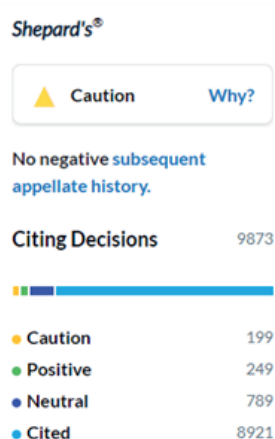 Shepard's®
Caution Why?
No negative subsequent
appellate history.
Citing Decisions 9873
Caution 199
Positive 249
Neutral 789
Cited 8921